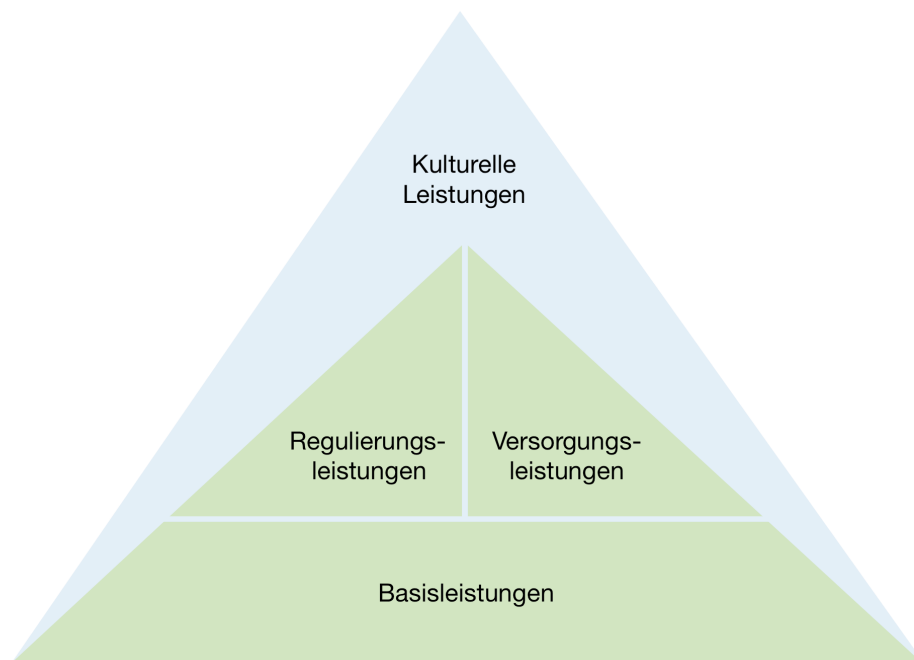 Kulturelle
Leistungen
Regulierungs-
leistungen
Versorgungs-
leistungen
Basisleistungen